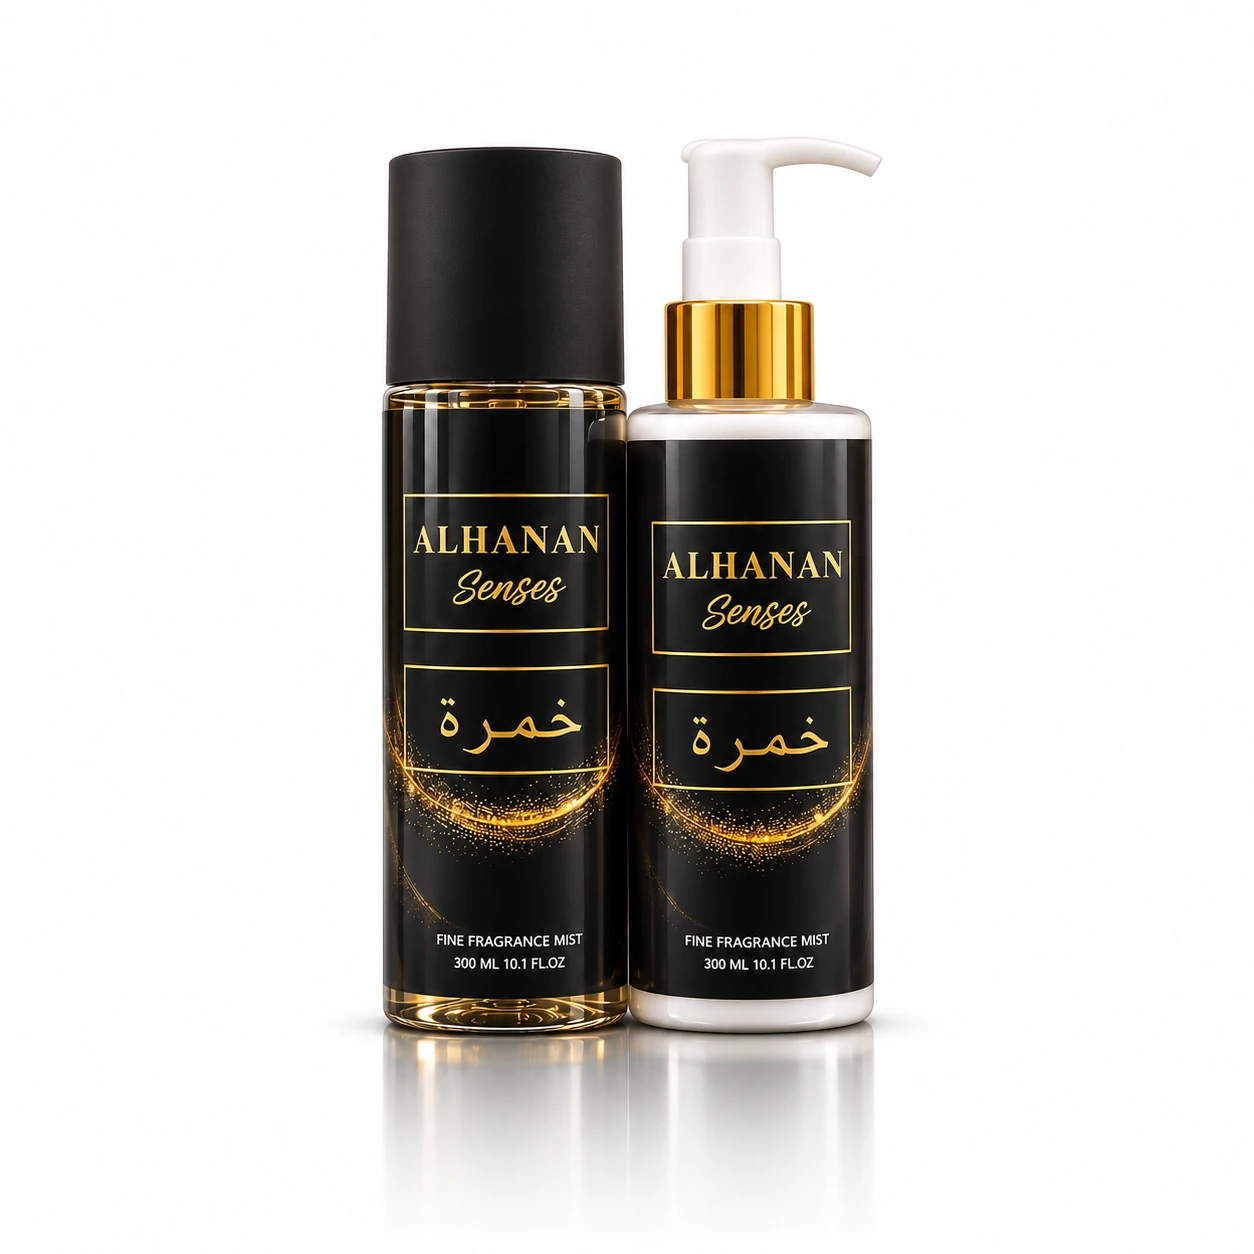 ALHANAN
Senses
خمرة
FINE FRAGRANCE MIST
300 ML 10.1 FL.OZ
ALHANAN
Senses
خمرة
FINE FRAGRANCE MIST
300 ML 10.1 FL.OZ